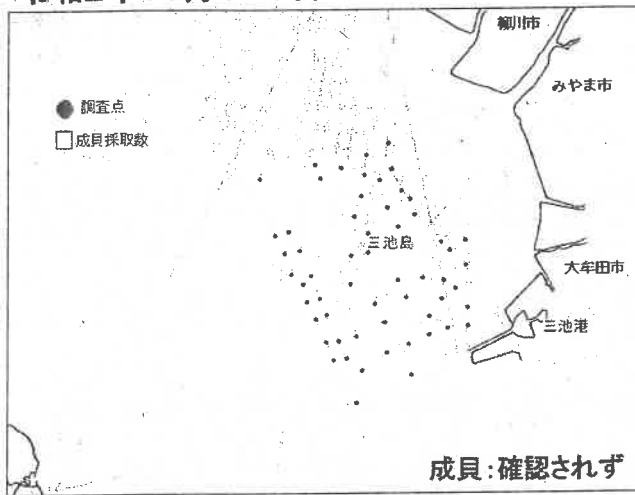 柳川市
みやま市
調査点
成貝採取数
三池島
大牟田市
三池港
成貝:確認されず